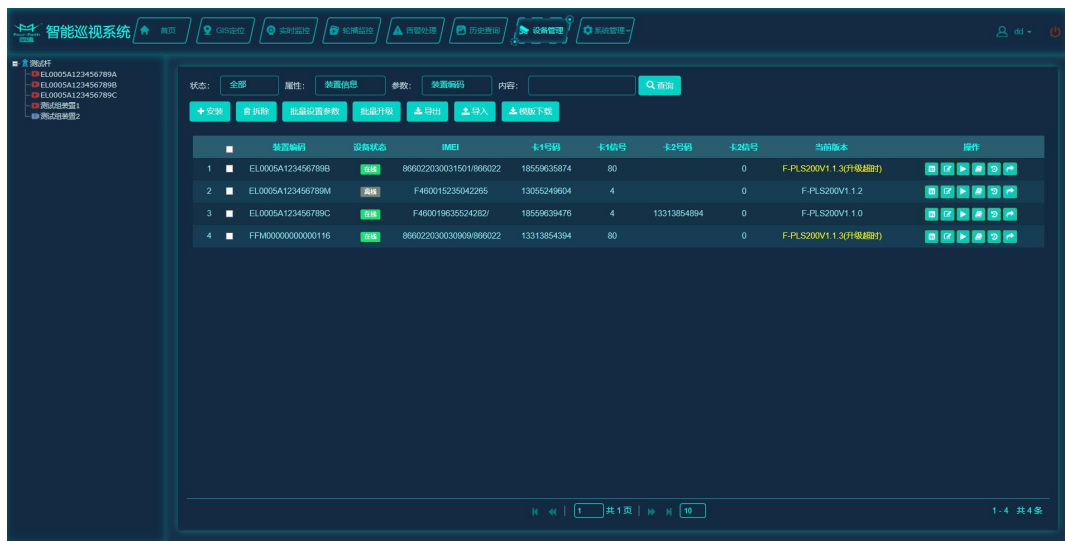 智能巡视系统 首页 GIS定位 实时监控 轮播监控 告警处理 历史查询 设备管理 系统管理 dd
测试杆
EL0005A123456789A
EL0005A123456789B
EL0005A123456789C
测试组装置1
测试组装置2
状态: 全部 属性: 装置信息 参数: 装置编码 内容: 查询
安装 拆除 批量设置参数 批量升级 导出 导入 模版下载
装置编码 设备状态 IMEI 卡1号码 卡1信号 卡2号码 卡2信号 当前版本 操作
1 EL0005A123456789B 在线 866022030031501/866022 18559635874 80 0 F-PLS200V1.1.3(升级超时)
2 EL0005A123456789M 离线 F460015235042265 13055249604 4 0 F-PLS200V1.1.2
3 EL0005A123456789C 在线 F460019635524282/ 18559639476 4 13313854894 0 F-PLS200V1.1.0
4 FFM00000000000116 在线 866022030030909/866022 13313854394 80 0 F-PLS200V1.1.3(升级超时)
1 共1页 10 1-4 共4条